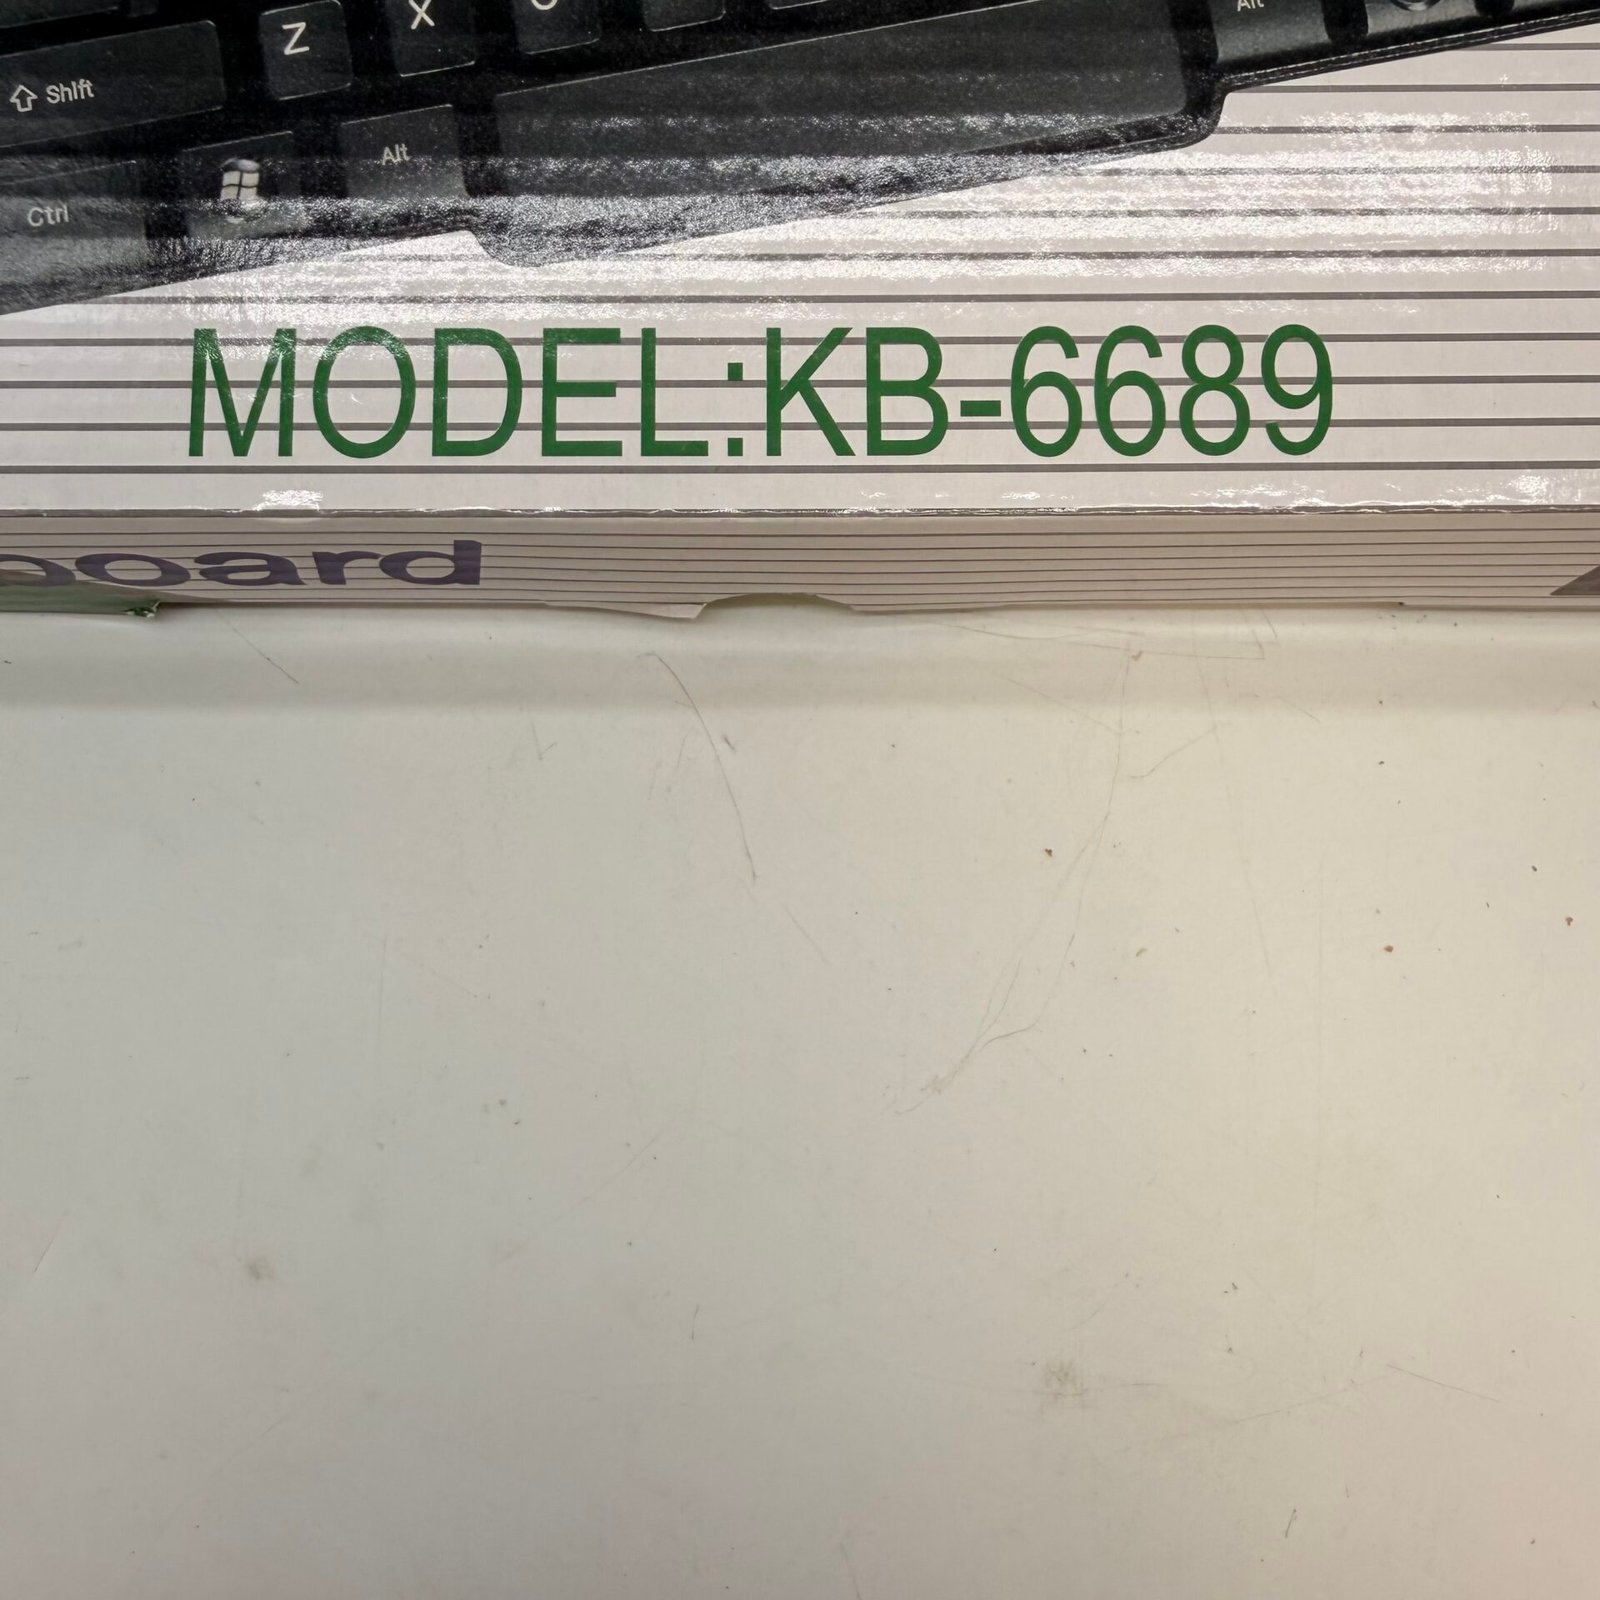 Z X
Shift
Alt
Alt
Ctrl
MODEL:KB-6689
board